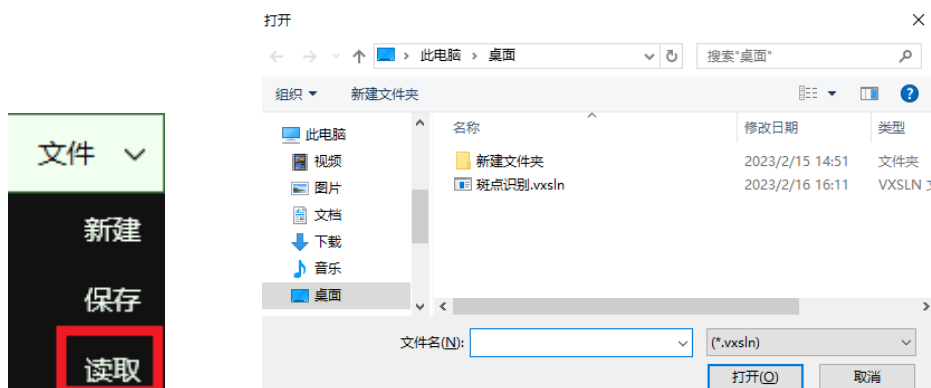 文件
新建
保存
读取
打开
此电脑 › 桌面
搜索"桌面"
组织
新建文件夹
此电脑
视频
图片
文档
下载
音乐
桌面
名称 修改日期 类型
新建文件夹 2023/2/15 14:51 文件夹
斑点识别.vxsln 2023/2/16 16:11 VXSLN
文件名(N):
(*.vxsln)
打开(O) 取消